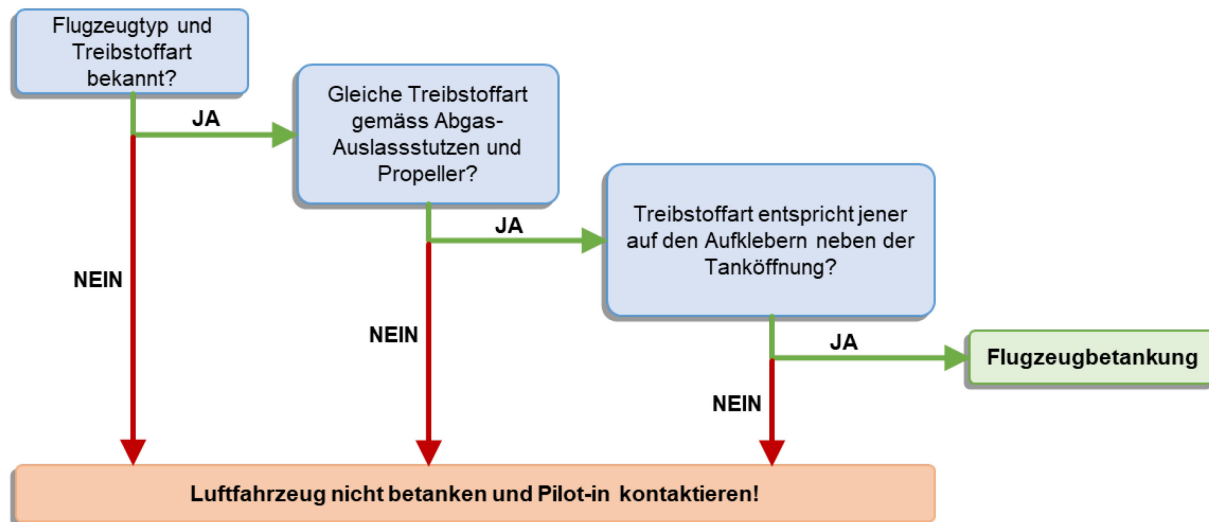 Flugzeugtyp und
Treibstoffart
bekannt?
JA
Gleiche Treibstoffart
gemäss Abgas-
Auslassstutzen und
Propeller?
JA
Treibstoffart entspricht jener
auf den Aufklebern neben der
Tanköffnung?
NEIN
NEIN
JA
Flugzeugbetankung
NEIN
Luftfahrzeug nicht betanken und Pilot-in kontaktieren!